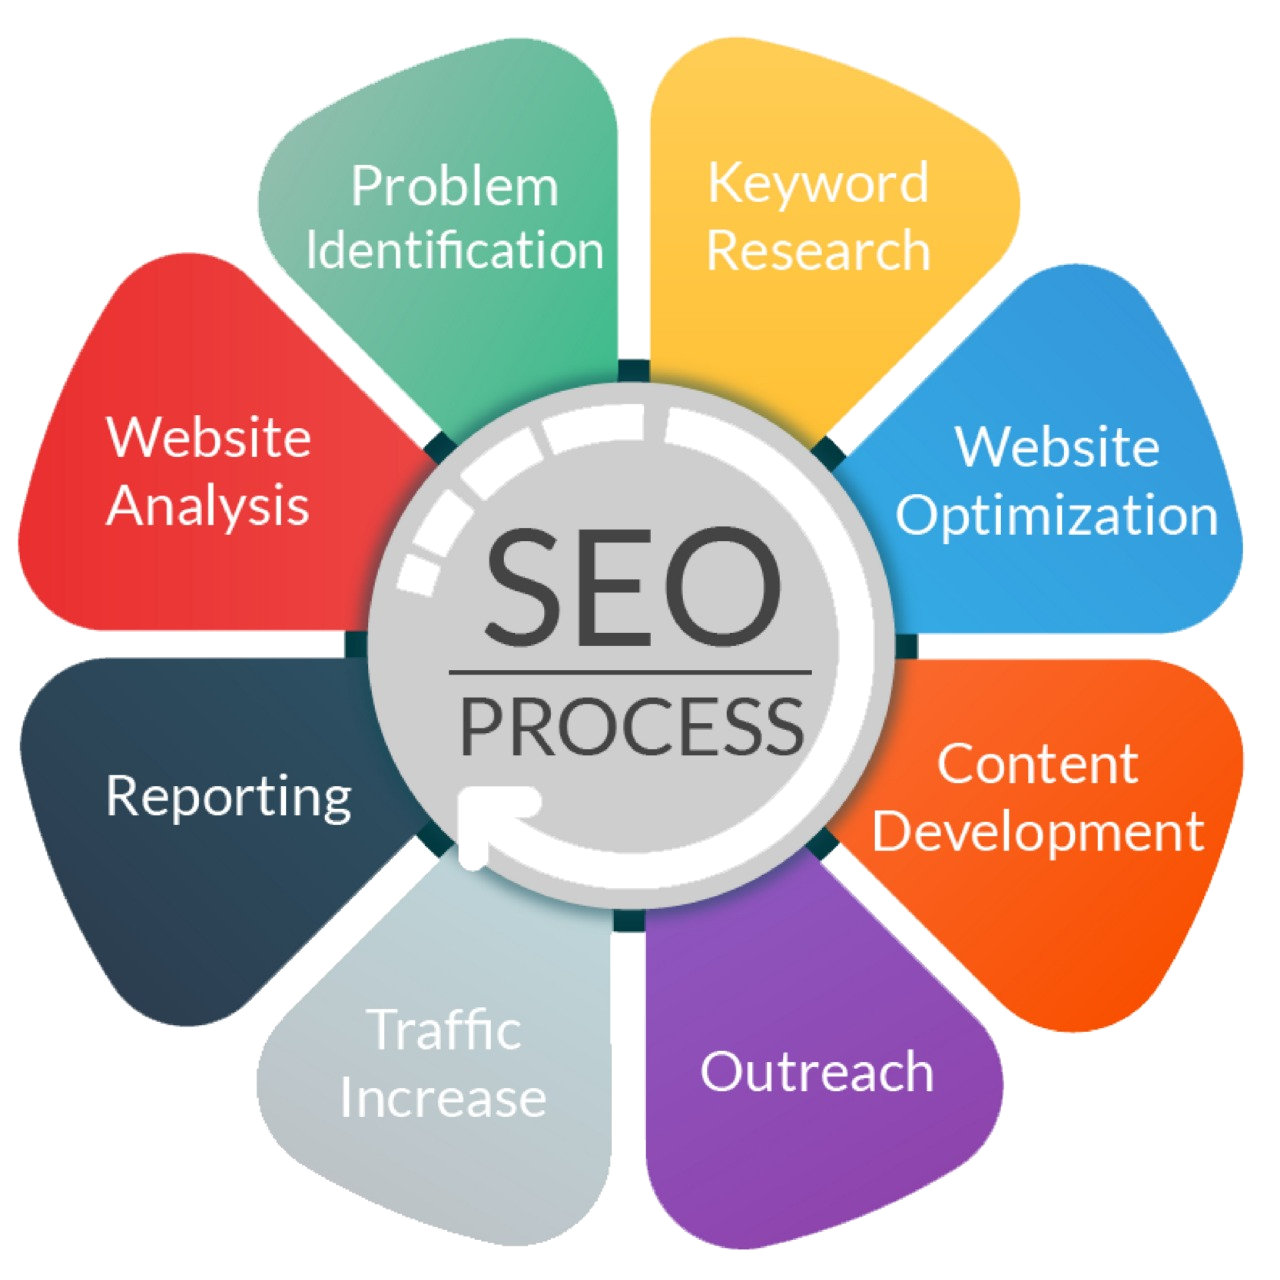 Problem
Identification
Keyword
Research
Website
Analysis
Website
Optimization
SEO
PROCESS
Reporting
Content
Development
Traffic
Increase
Outreach